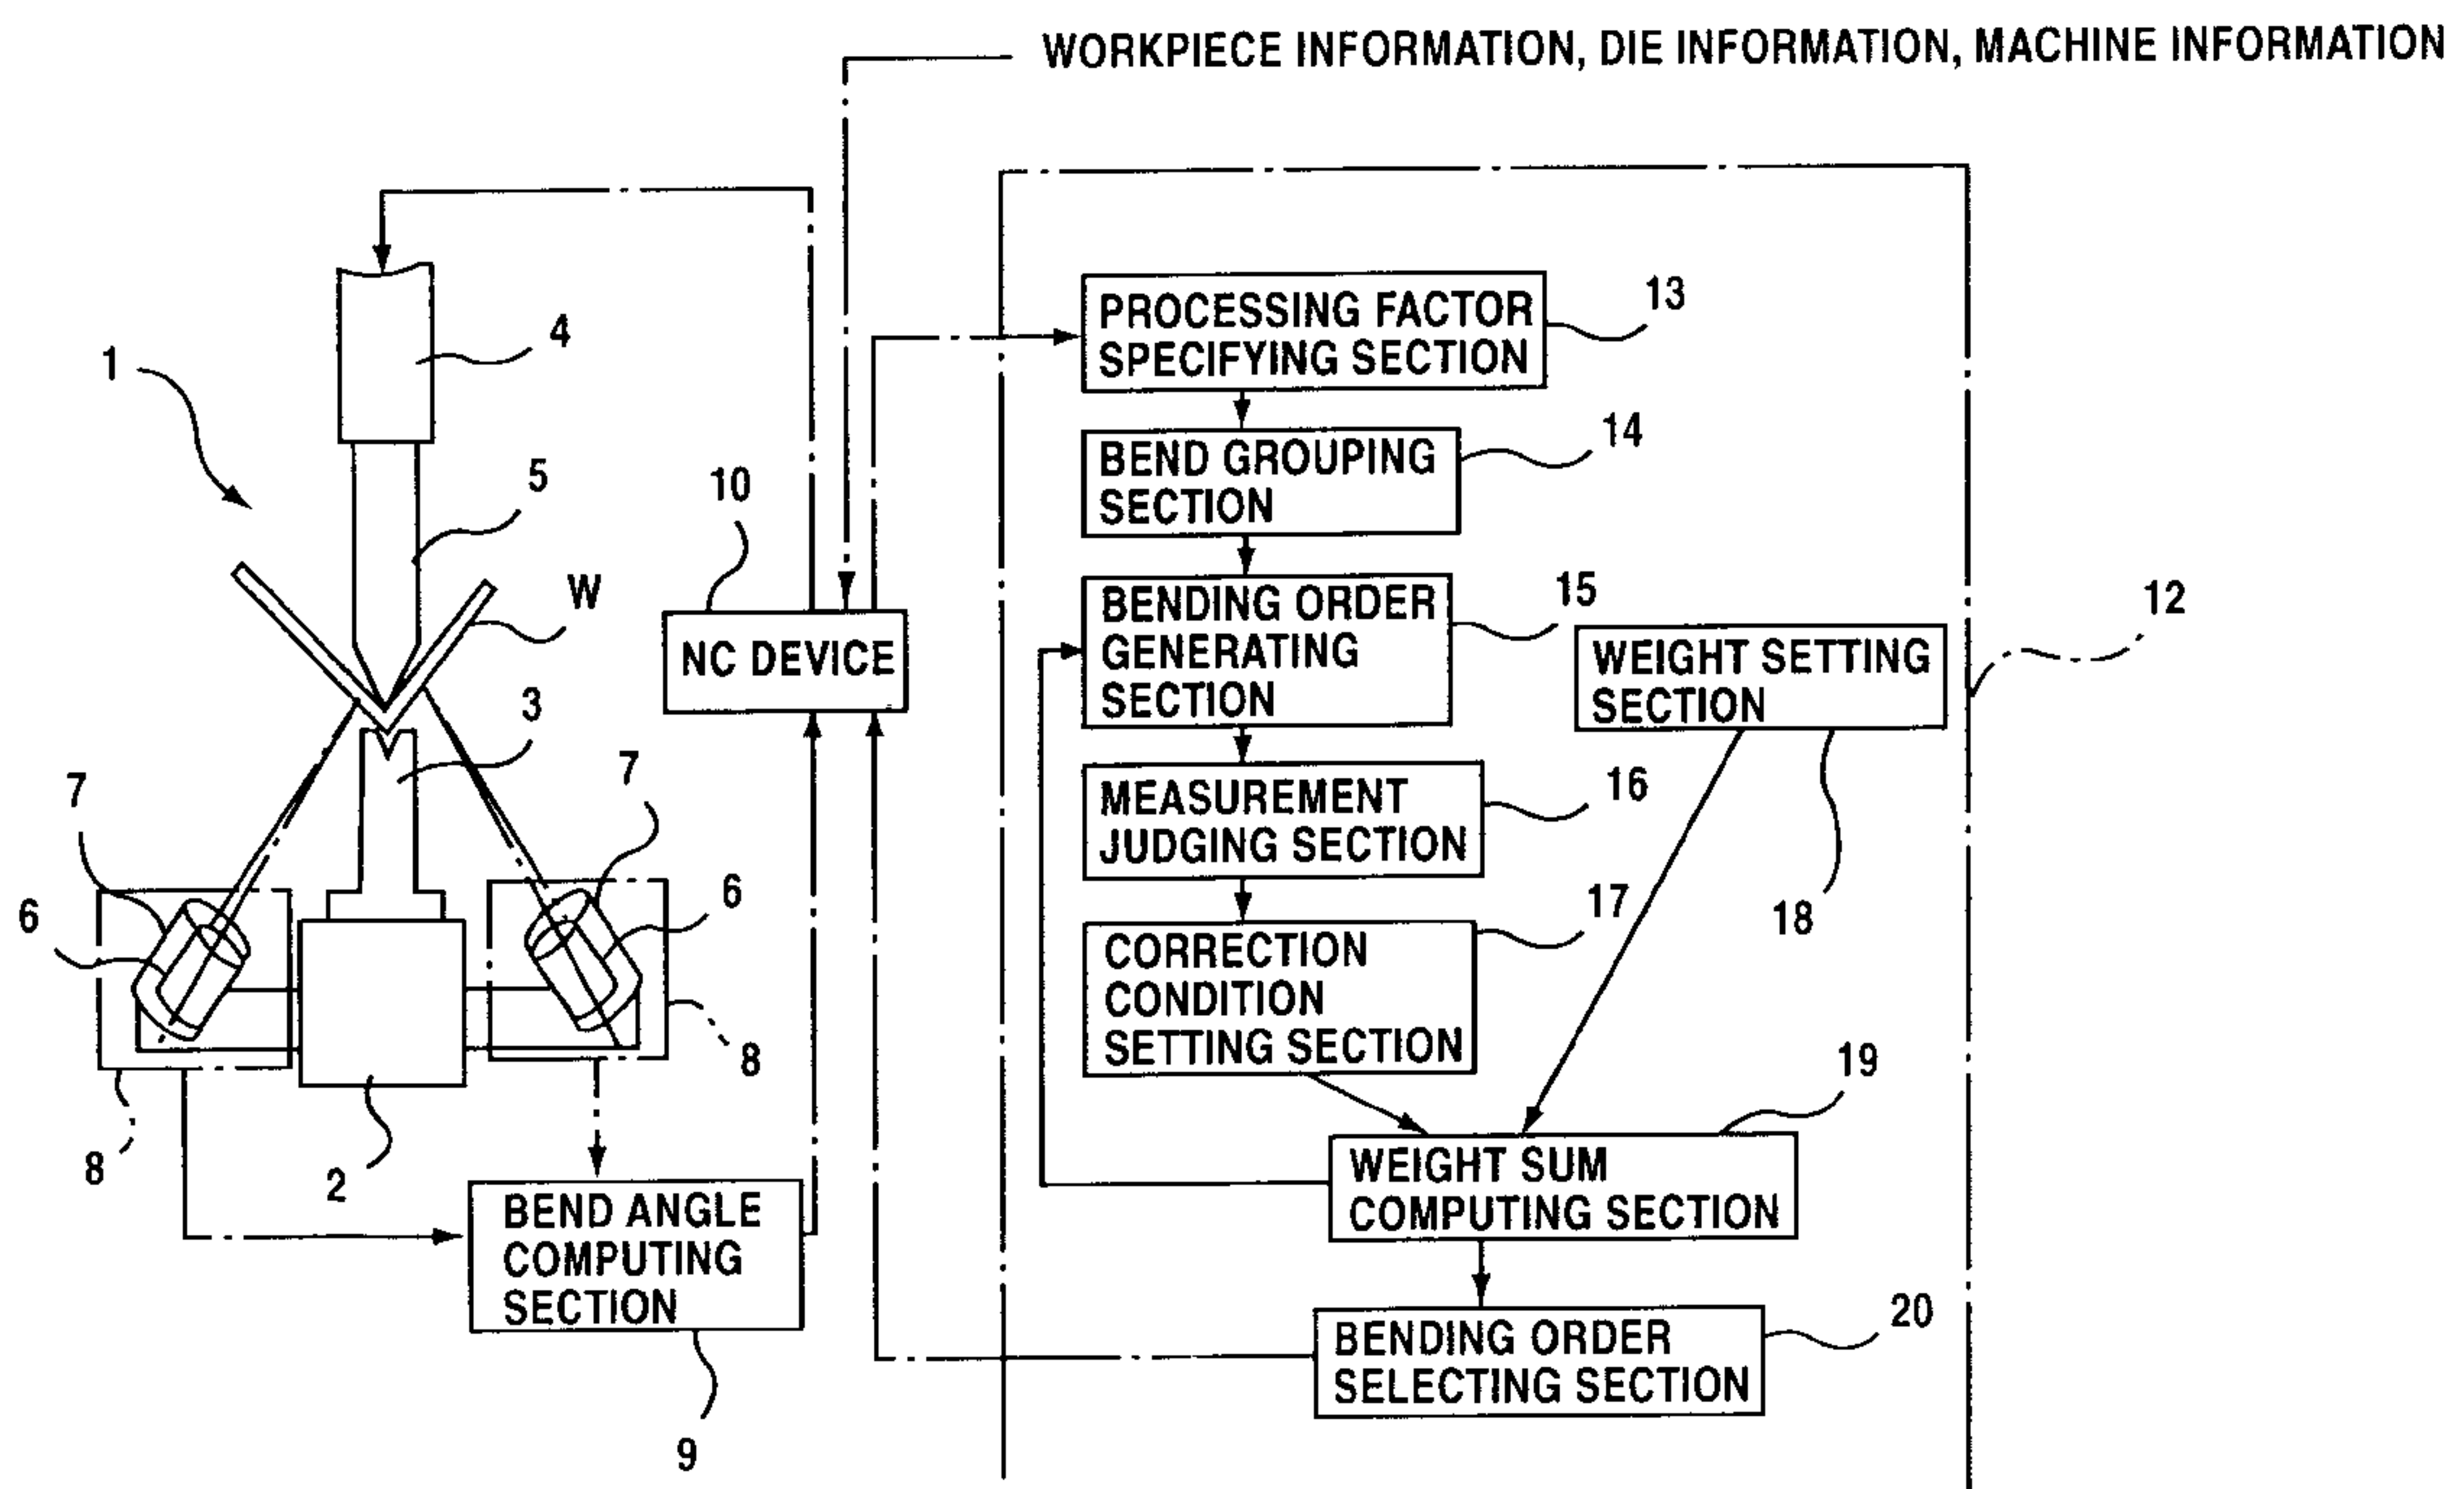 WORKPIECE INFORMATION, DIE INFORMATION, MACHINE INFORMATION
1
4
5
W
3
7
7
6
6
8
8
2
10
NC DEVICE
BEND ANGLE
COMPUTING
SECTION
9
PROCESSING FACTOR
SPECIFYING SECTION
13
BEND GROUPING
SECTION
14
BENDING ORDER
GENERATING
SECTION
15
WEIGHT SETTING
SECTION
12
MEASUREMENT
JUDGING SECTION
16
CORRECTION
CONDITION
SETTING SECTION
17
18
WEIGHT SUM
COMPUTING SECTION
19
BENDING ORDER
SELECTING SECTION
20